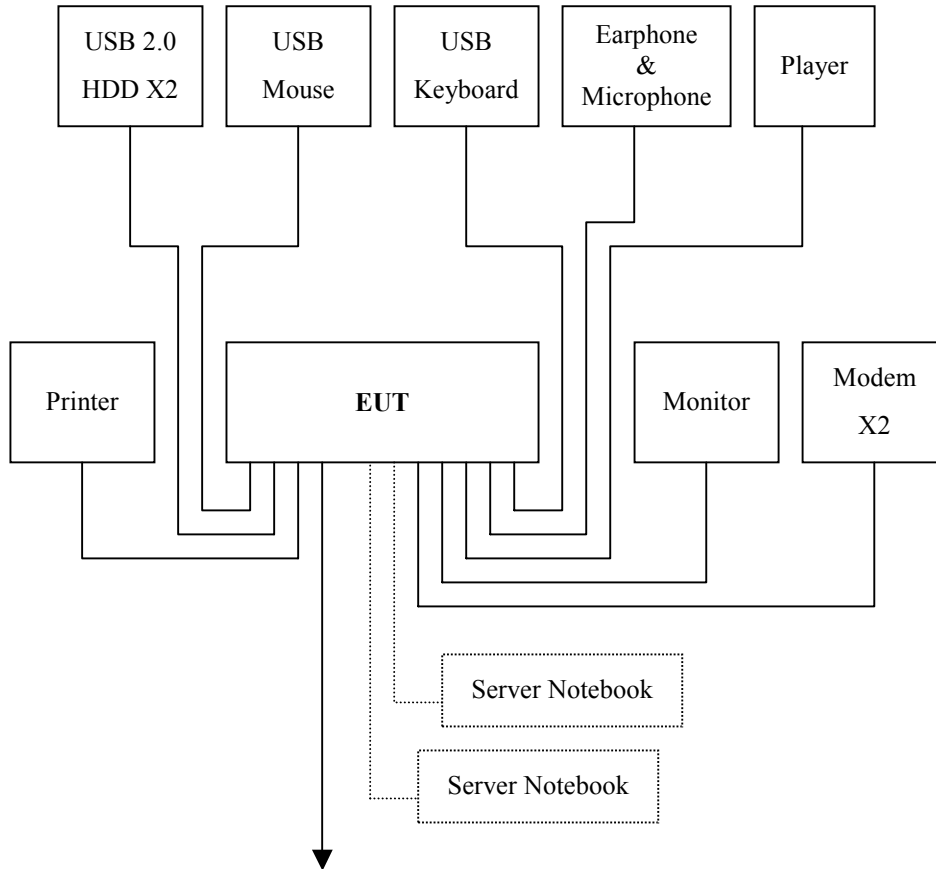 USB 2.0
HDD X2
USB
Mouse
USB
Keyboard
Earphone
&
Microphone
Player
Printer
EUT
Monitor
Modem
X2
Server Notebook
Server Notebook